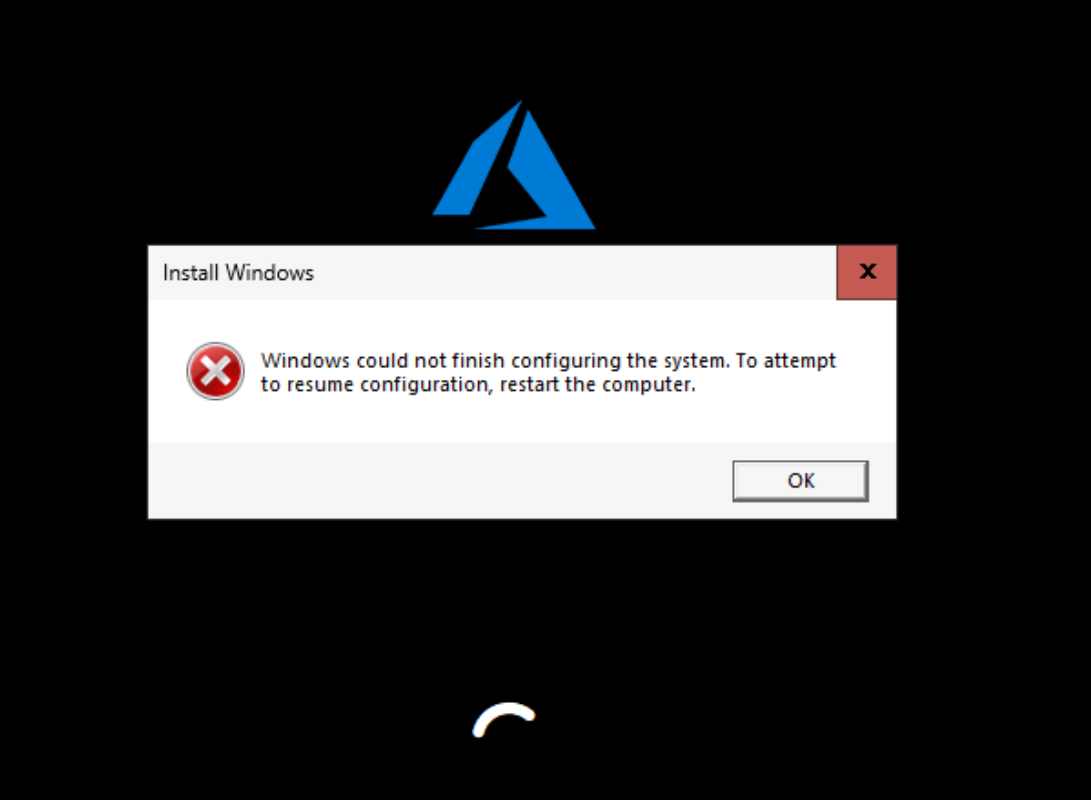 Install Windows
x
Windows could not finish configuring the system. To attempt
to resume configuration, restart the computer.
OK